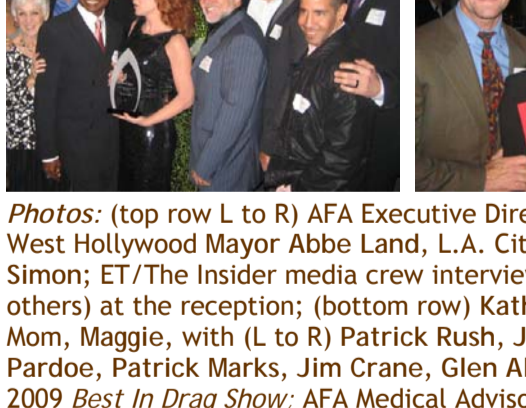 Photos: (top row L to R) AFA Executive Dire
West Hollywood Mayor Abbe Land, L.A. Cit
Simon; ET/The Insider media crew intervie
others) at the reception; (bottom row) Kath
Mom, Maggie, with (L to R) Patrick Rush, J
Pardoe, Patrick Marks, Jim Crane, Glen Al
2009 Best In Drag Show; AFA Medical Adviso